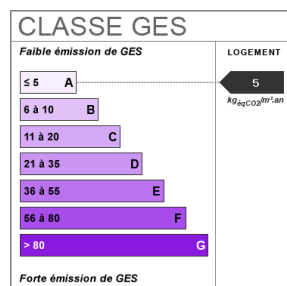 CLASSE GES
Faible émission de GES
LOGEMENT
≤ 5 A
5
kgéqCO2/m².an
6 à 10 B
11 à 20 C
21 à 35 D
36 à 55 E
56 à 80 F
> 80 G
Forte émission de GES